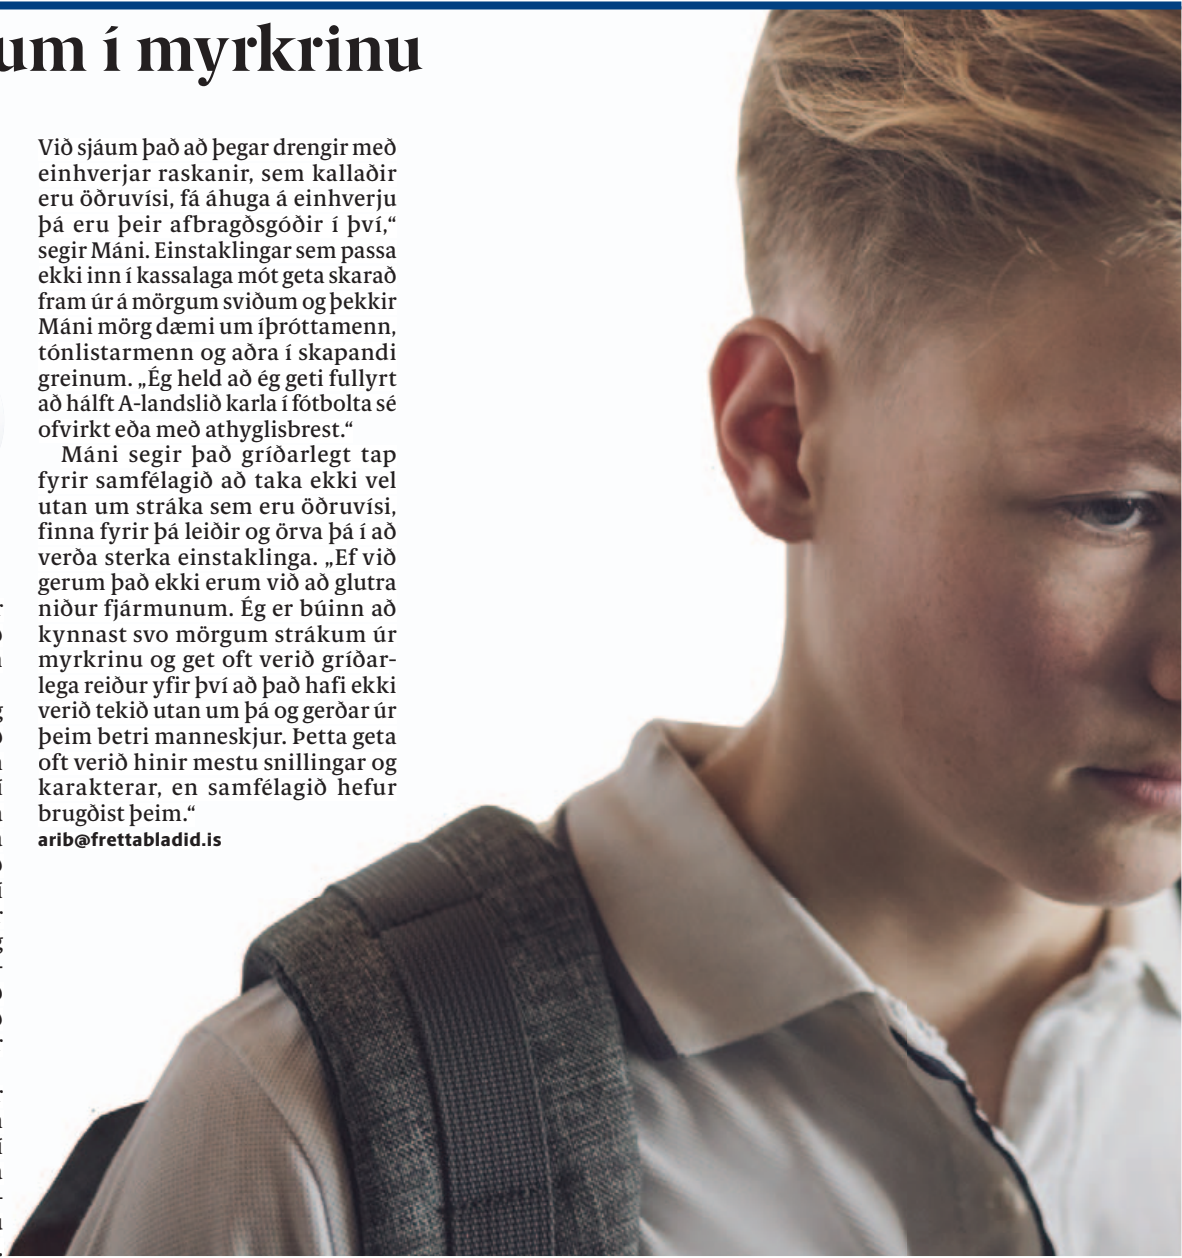 um í myrkrinu
Við sjáum það að þegar drengir með
einhverjar raskanir, sem kallaðir
eru öðruvísi, fá áhuga á einhverju
þá eru þeir afbragðsgóðir í því,“
segir Máni. Einstaklingar sem passa
ekki inn í kassalaga mót geta skarað
fram úr á mörgum sviðum og þekkir
Máni mörg dæmi um íþróttamenn,
tónlistarmenn og aðra í skapandi
greinum. „Ég held að ég geti fullyrt
að hálft A-landslið karla í fótbolta sé
ofvirkt eða með athyglisbrest.“
Máni segir það gríðarlegt tap
fyrir samfélagið að taka ekki vel
utan um stráka sem eru öðruvísi,
finna fyrir þá leiðir og örva þá í að
verða sterka einstaklinga. „Ef við
gerum það ekki erum við að glutra
niður fjármunum. Ég er búinn að
kynnast svo mörgum strákum úr
myrkrinu og get oft verið gríðar-
lega reiður yfir því að það hafi ekki
verið tekið utan um þá og gerðar úr
þeim betri manneskjur. Þetta geta
oft verið hinir mestu snillingar og
karakterar, en samfélagið hefur
brugðist þeim.“
arib@frettabladid.is